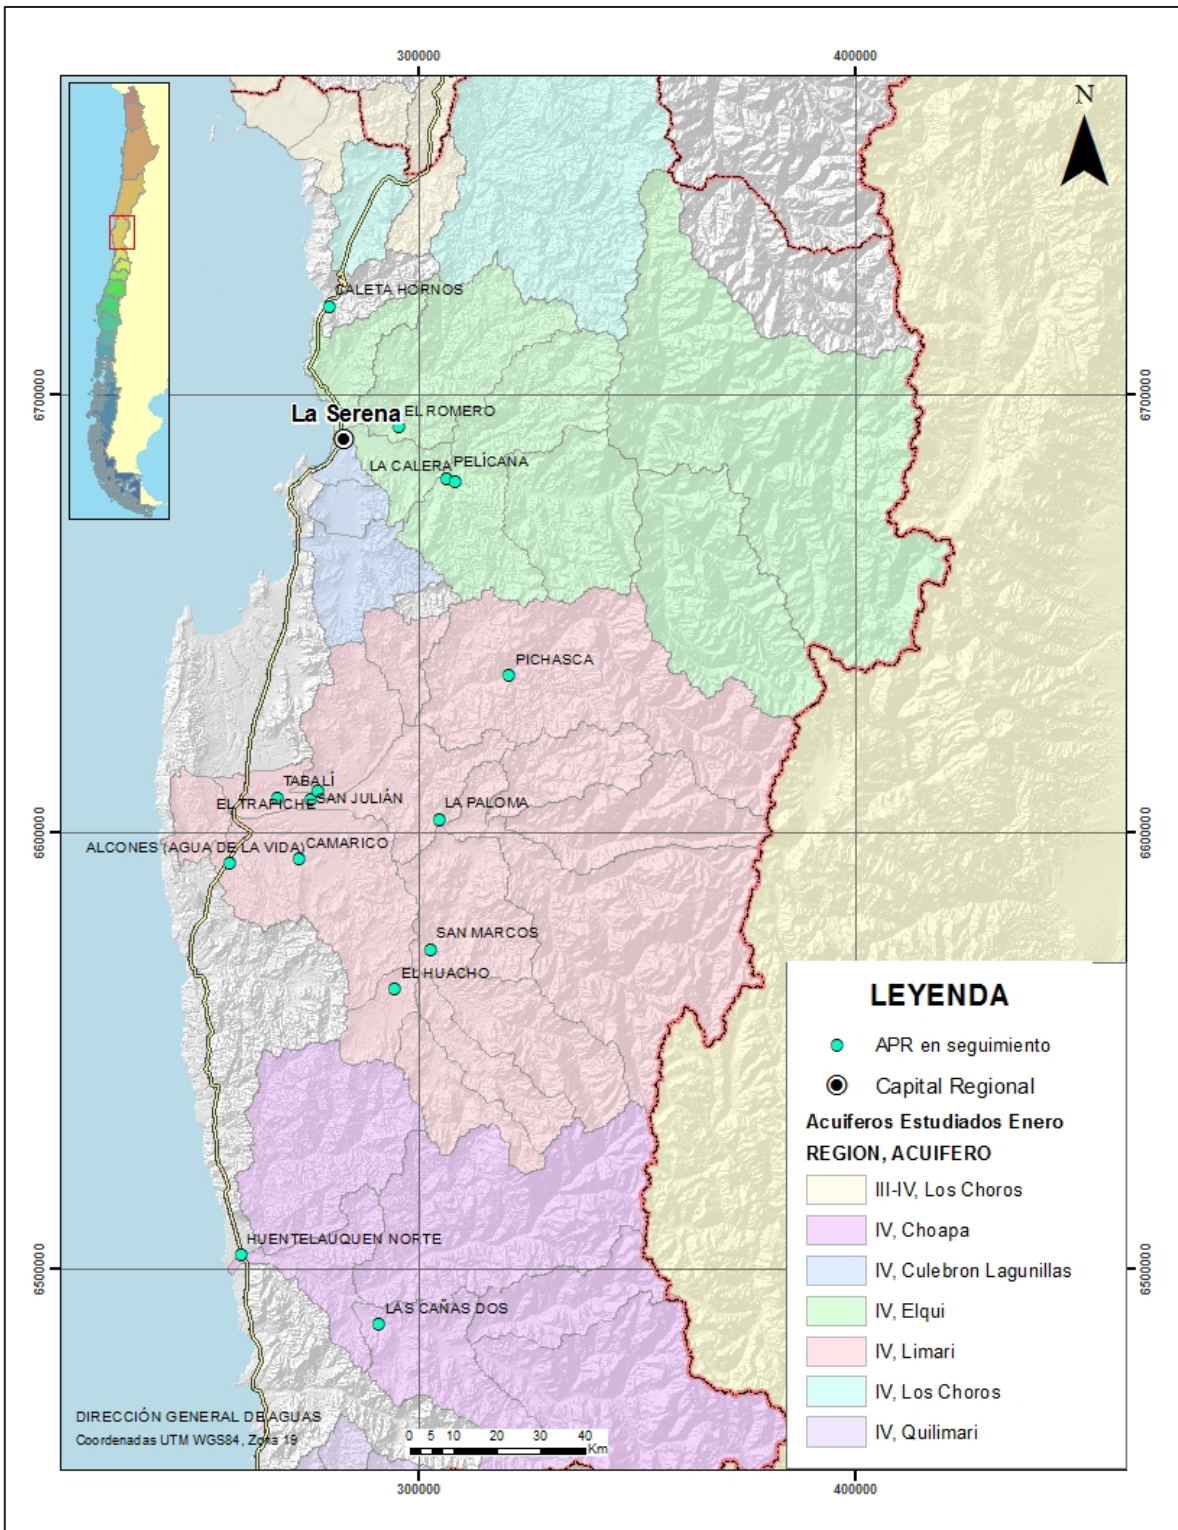 300000
400000
N
CALETA HORNOS
6700000
6700000
EL ROMERO
La Serena
LA CALERA
PELÍCANA
PICHASCA
TABALÍ
EL TRAPICHE
SAN JULIÁN
LA PALOMA
6600000
6600000
ALCONES (AGUA DE LA VIDA)
CAMARICO
SAN MARCOS
EL HUACHO
LEYENDA
APR en seguimiento
Capital Regional
Acuiferos Estudiados Enero
REGION, ACUIFERO
III-IV, Los Choros
IV, Choapa
IV, Culebron Lagunillas
IV, Elqui
IV, Limari
IV, Los Choros
IV, Quilimari
HUENTELAUQUEN NORTE
6500000
6500000
LAS CAÑAS DOS
DIRECCIÓN GENERAL DE AGUAS
Coordenadas UTM WGS84, Zona 19
0 5 10 20 30 40
Km
300000
400000